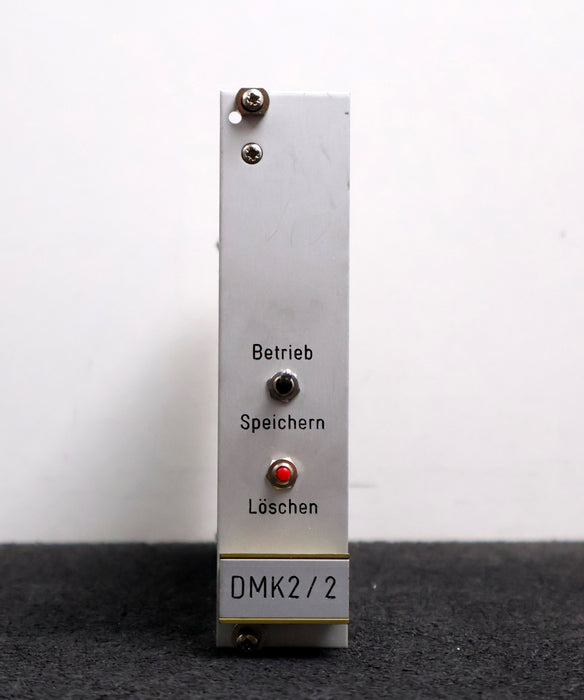 Betrieb
Speichern
Löschen
DMK2/2